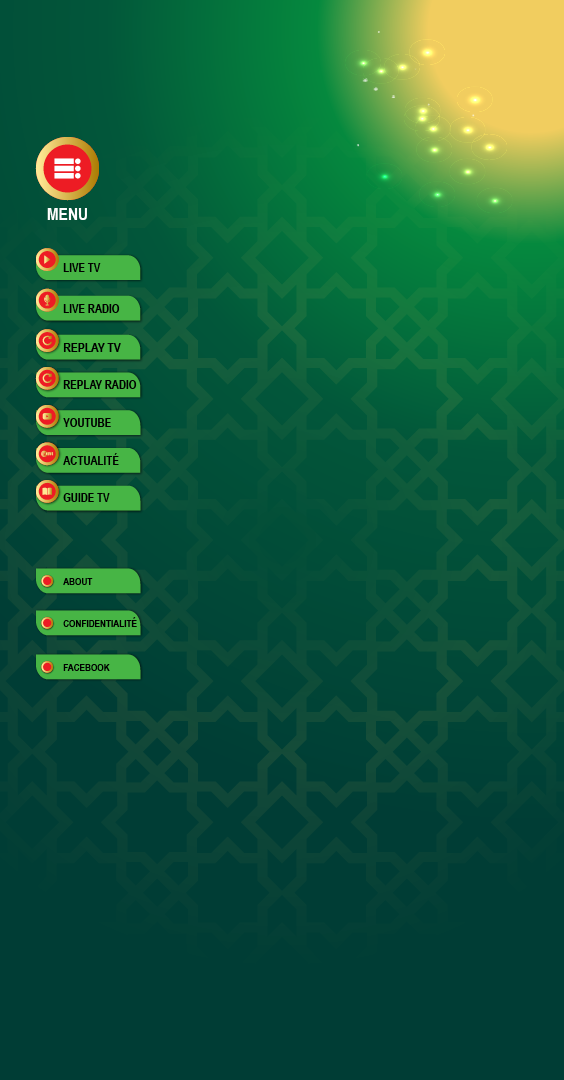 MENU
LIVE TV
LIVE RADIO
REPLAY TV
REPLAY RADIO
YOUTUBE
ACTUALITÉ
GUIDE TV
ABOUT
CONFIDENTIALITÉ
FACEBOOK